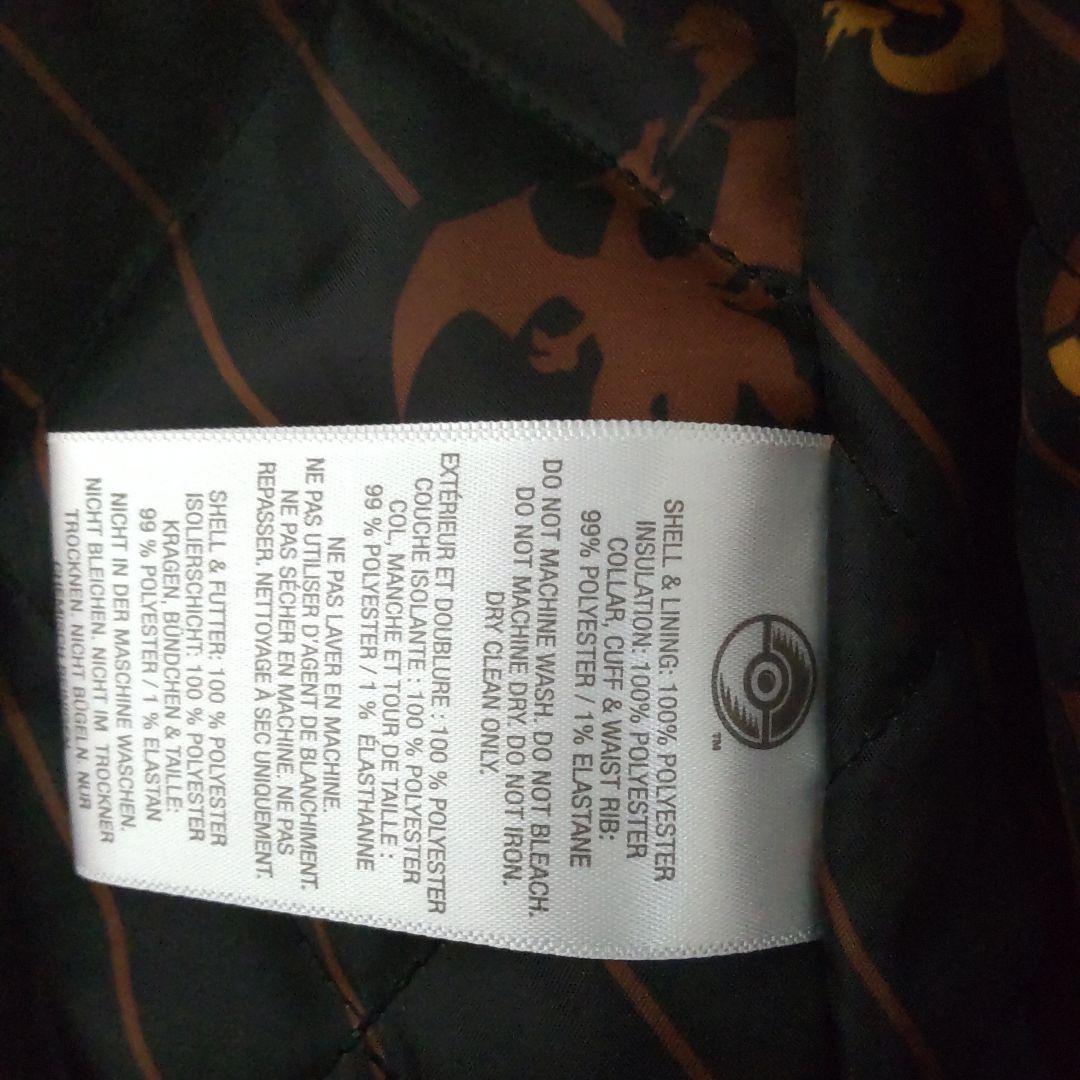 ™
SHELL & LINING: 100% POLYESTER
INSULATION: 100% POLYESTER
COLLAR, CUFF & WAIST RIB:
99% POLYESTER / 1% ELASTANE
DO NOT MACHINE WASH. DO NOT BLEACH.
DO NOT MACHINE DRY. DO NOT IRON.
DRY CLEAN ONLY.
EXTÉRIEUR ET DOUBLURE : 100 % POLYESTER
COUCHE ISOLANTE : 100 % POLYESTER
COL, MANCHE ET TOUR DE TAILLE :
99 % POLYESTER / 1 % ÉLASTHANNE
NE PAS LAVER EN MACHINE.
NE PAS UTILISER D'AGENT DE BLANCHIMENT.
NE PAS SÉCHER EN MACHINE. NE PAS
REPASSER. NETTOYAGE À SEC UNIQUEMENT.
SHELL & FUTTER: 100 % POLYESTER
ISOLIERSCHICHT: 100 % POLYESTER
KRAGEN, BÜNDCHEN & TAILLE:
99 % POLYESTER / 1 % ELASTAN
NICHT IN DER MASCHINE WASCHEN.
NICHT BLEICHEN. NICHT IM TROCKNER
TROCKNEN. NICHT BÜGELN. NUR